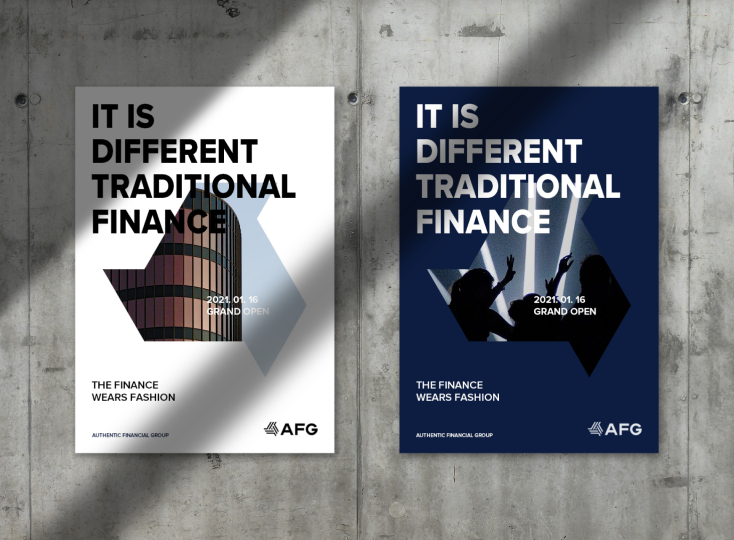 IT IS
DIFFERENT
TRADITIONAL
FINANCE
2021. 01. 16
GRAND OPEN
THE FINANCE
WEARS FASHION
AUTHENTIC FINANCIAL GROUP
AFG
IT IS
DIFFERENT
TRADITIONAL
FINANCE
2021. 01. 16
GRAND OPEN
THE FINANCE
WEARS FASHION
AUTHENTIC FINANCIAL GROUP
AFG